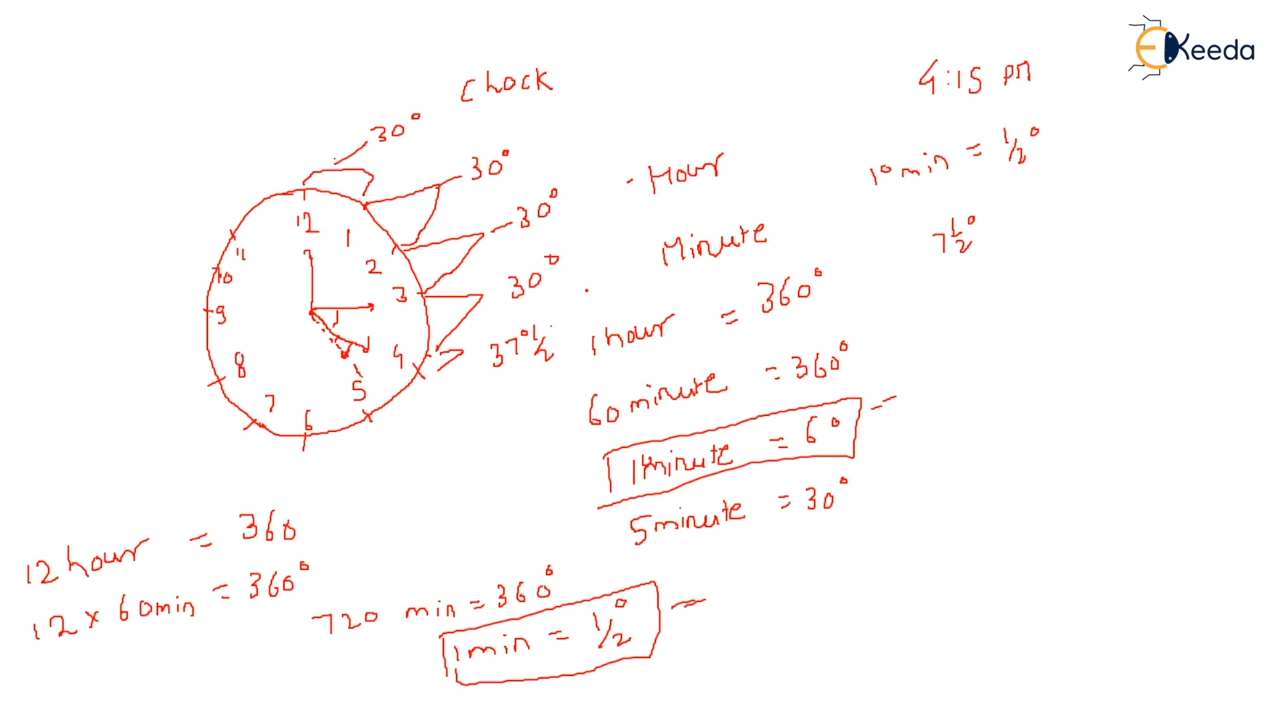 EKeeda
Chock
4:15 PM
30°
30°
30°
30°
37°½
12
1
2
3
4
5
6
7
8
9
10
11
Hour
Minute
1 hour = 360°
60 minute = 360°
1 minute = 6°
5 minute = 30°
10 min = 1/2°
7 1/2°
12 hour = 360
12 × 60 min = 360°
720 min = 360°
1 min = 1/2°